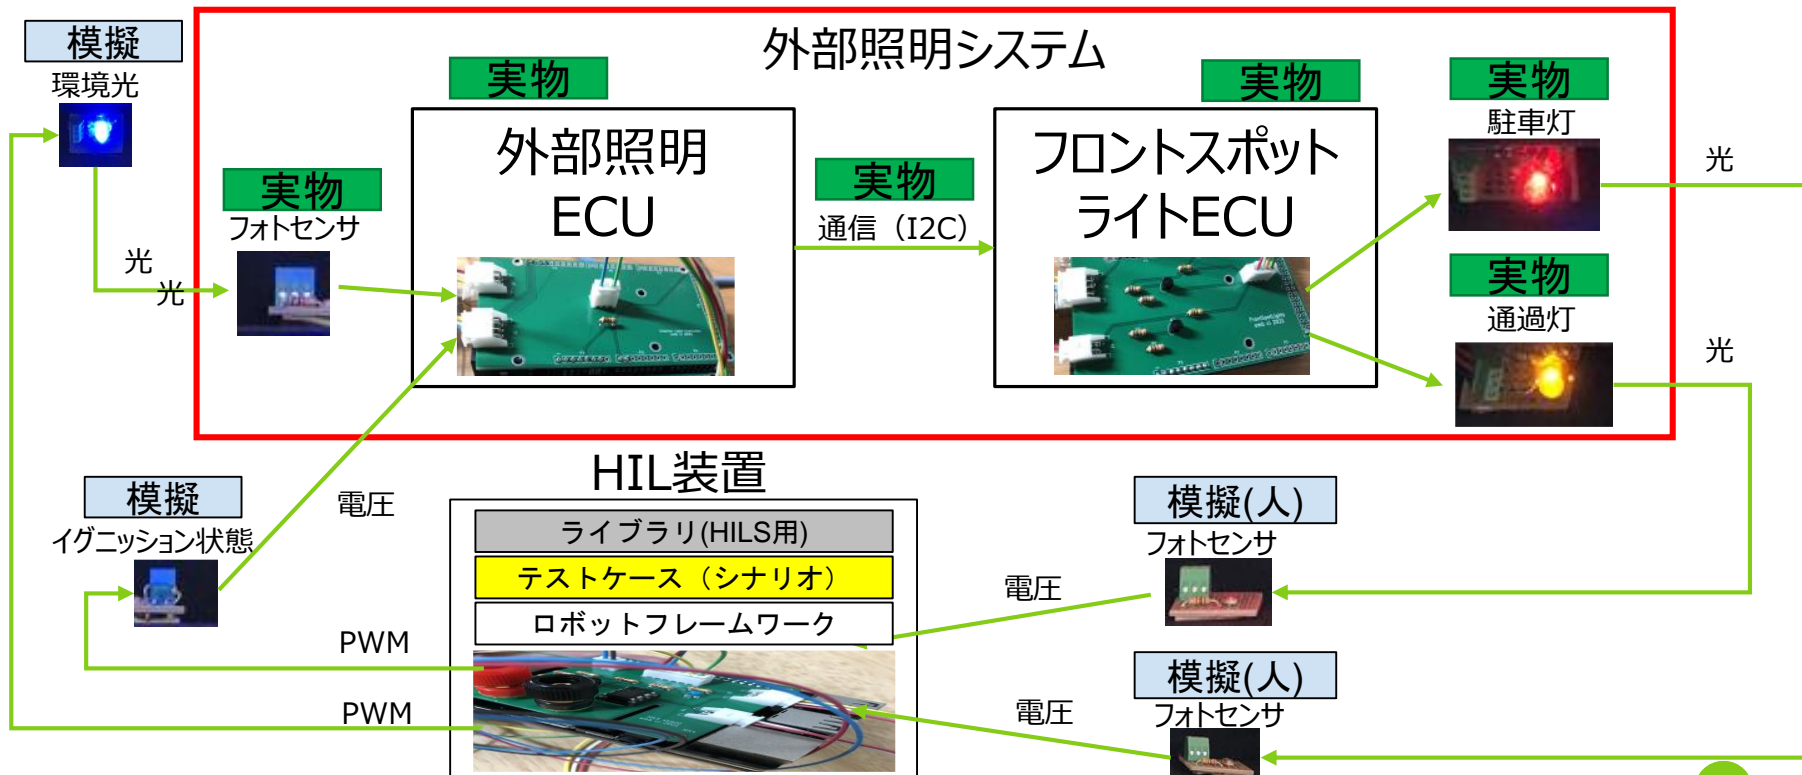 外部照明システム
模擬
環境光
実物
外部照明
ECU
実物
フロントスポット
ライトECU
実物
駐車灯
光
実物
フォトセンサ
実物
通信（I2C）
光
光
実物
通過灯
光
HIL装置
模擬
イグニッション状態
電圧
ライブラリ(HILS用)
テストケース（シナリオ）
ロボットフレームワーク
模擬(人)
フォトセンサ
電圧
PWM
PWM
模擬(人)
フォトセンサ
電圧